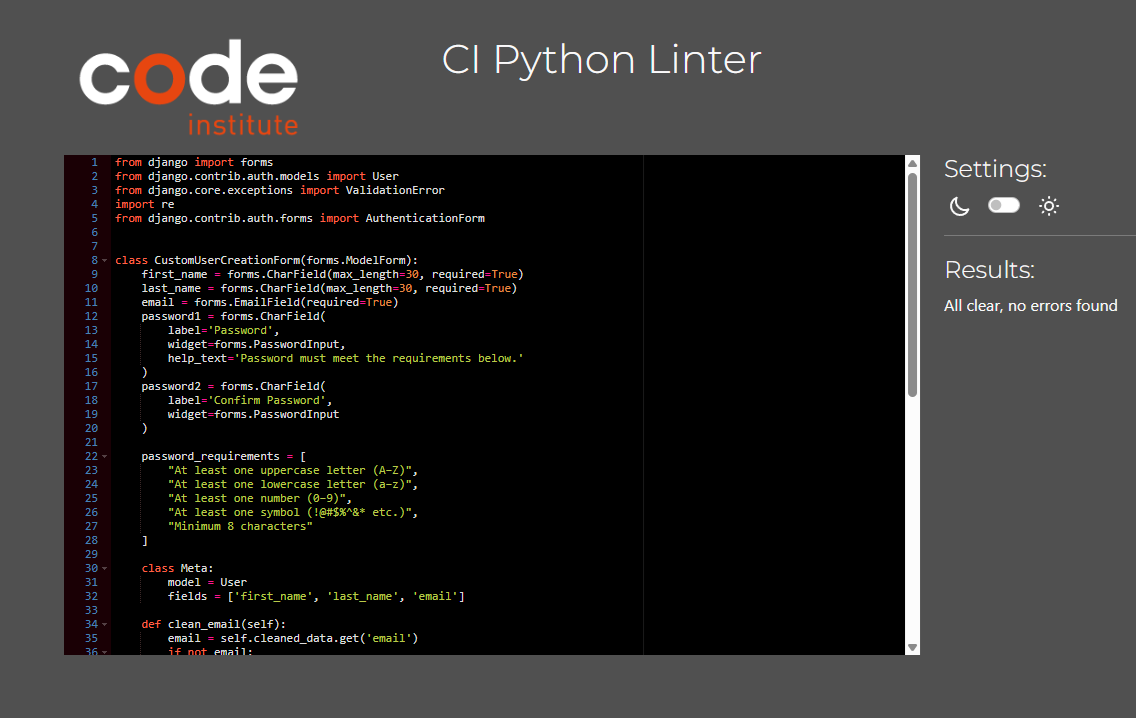 code
institute
CI Python Linter
1 from django import forms
2 from django.contrib.auth.models import User
3 from django.core.exceptions import ValidationError
4 import re
5 from django.contrib.auth.forms import AuthenticationForm
6
7
8 class CustomUserCreationForm(forms.ModelForm):
9 first_name = forms.CharField(max_length=30, required=True)
10 last_name = forms.CharField(max_length=30, required=True)
11 email = forms.EmailField(required=True)
12 password1 = forms.CharField(
13 label='Password',
14 widget=forms.PasswordInput,
15 help_text='Password must meet the requirements below.'
16 )
17 password2 = forms.CharField(
18 label='Confirm Password',
19 widget=forms.PasswordInput
20 )
21
22 password_requirements = [
23 "At least one uppercase letter (A-Z)",
24 "At least one lowercase letter (a-z)",
25 "At least one number (0-9)",
26 "At least one symbol (!@#$%^&* etc.)",
27 "Minimum 8 characters"
28 ]
29
30 class Meta:
31 model = User
32 fields = ['first_name', 'last_name', 'email']
33
34 def clean_email(self):
35 email = self.cleaned_data.get('email')
36 if not email:
Settings:
Results:
All clear, no errors found